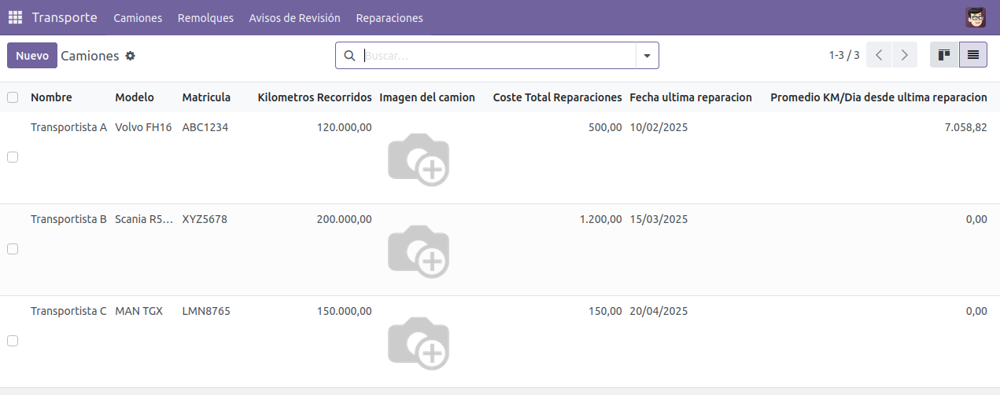 Transporte Camiones Remolques Avisos de Revisión Reparaciones
Nuevo Camiones Buscar... 1-3 / 3
Nombre Modelo Matricula Kilometros Recorridos Imagen del camion Coste Total Reparaciones Fecha ultima reparacion Promedio KM/Dia desde ultima reparacion
Transportista A Volvo FH16 ABC1234 120.000,00 500,00 10/02/2025 7.058,82
Transportista B Scania R5... XYZ5678 200.000,00 1.200,00 15/03/2025 0,00
Transportista C MAN TGX LMN8765 150.000,00 150,00 20/04/2025 0,00